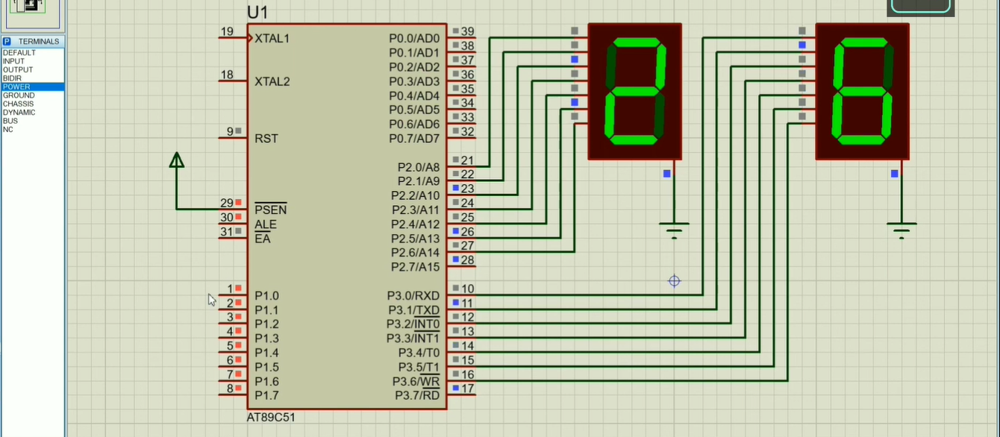 TERMINALS
DEFAULT
INPUT
OUTPUT
BIDIR
POWER
GROUND
CHASSIS
DYNAMIC
BUS
NC
U1
19 XTAL1
18 XTAL2
9 RST
29 PSEN
30 ALE
31 EA
1 P1.0
2 P1.1
3 P1.2
4 P1.3
5 P1.4
6 P1.5
7 P1.6
8 P1.7
P0.0/AD0 39
P0.1/AD1 38
P0.2/AD2 37
P0.3/AD3 36
P0.4/AD4 35
P0.5/AD5 34
P0.6/AD6 33
P0.7/AD7 32
P2.0/A8 21
P2.1/A9 22
P2.2/A10 23
P2.3/A11 24
P2.4/A12 25
P2.5/A13 26
P2.6/A14 27
P2.7/A15 28
P3.0/RXD 10
P3.1/TXD 11
P3.2/INT0 12
P3.3/INT1 13
P3.4/T0 14
P3.5/T1 15
P3.6/WR 16
P3.7/RD 17
AT89C51
2
6